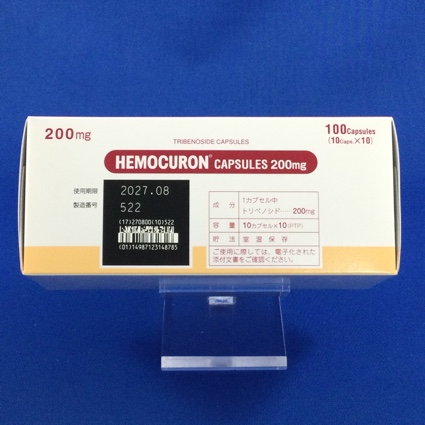 200mg
100Capsules
(10Caps.×10)
TRIBENOSIDE CAPSULES
HEMOCURON® CAPSULES 200mg
使用期限 2027.08
製造番号 522
(17)270800(10)522
(01)14987123148785
成分 1カプセル中
トリベノシド……200mg
容量 10カプセル×10(PTP)
貯法 室温保存
ご使用に際しては、電子化された
添付文書をご確認ください。